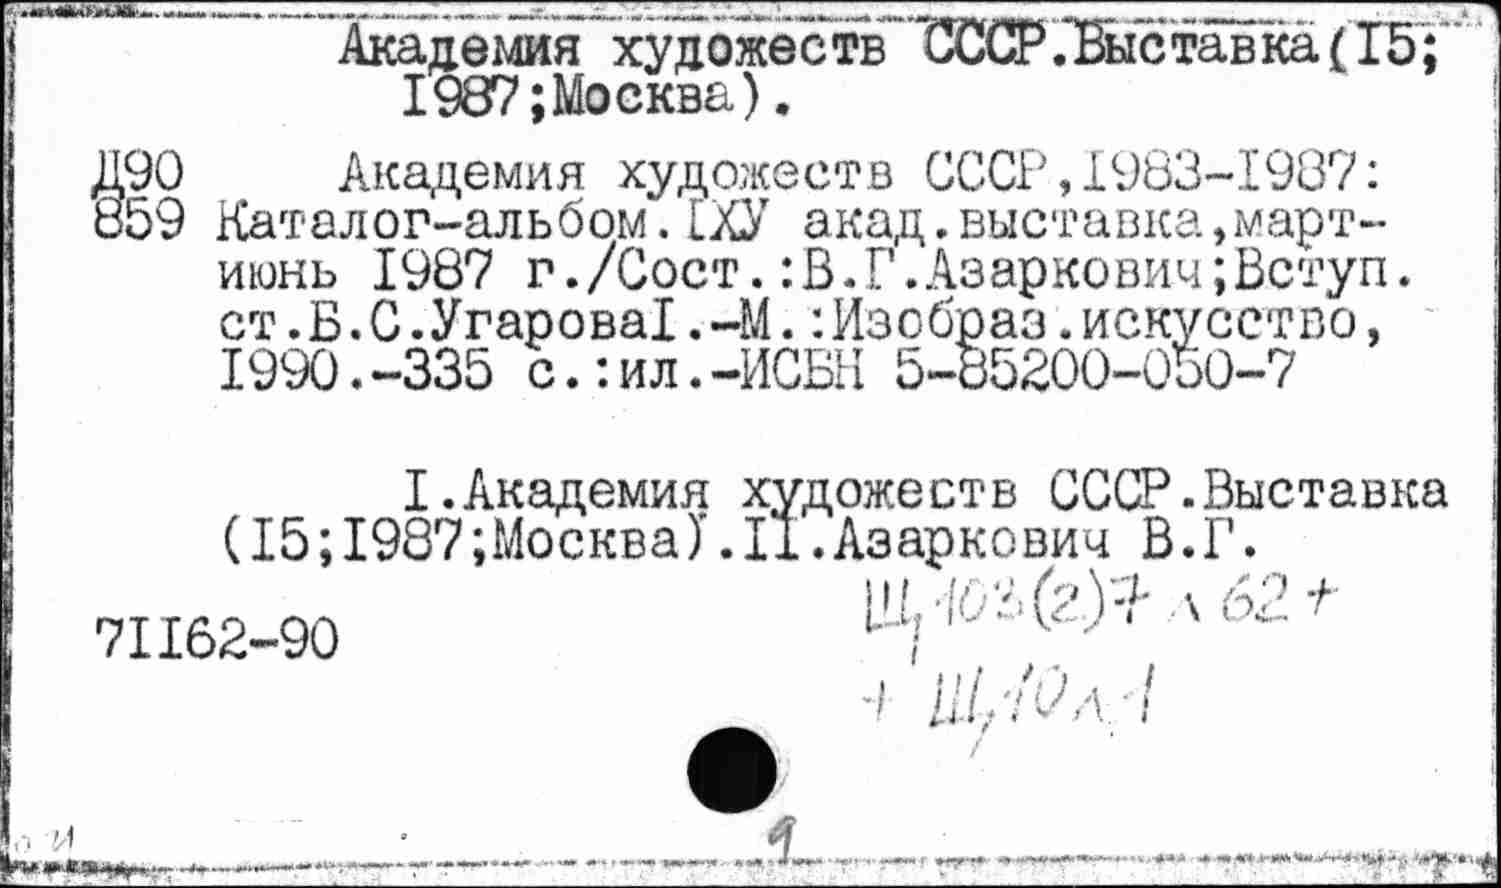 Академия художеств СССР.Выставка(I5;
I987;Москва).
Д90 Академия художеств СССР,I983-I987:
859 Каталог-альбом.IХУ акад.выставка,март-
июнь I987 г./Сост.:В.Г.Азаркович;Вступ.
ст.Б.С.УгароваI.-М.:Изобраз.искусство,
I990.-335 с.:ил.-ИСБН 5-85200-050-7
I.Академия художеств СССР.Выставка
(I5;I987;Москва).II.Азаркович В.Г.
Щ103(2)7 л 62 +
7II62-90
+ Щ10 л 1
9